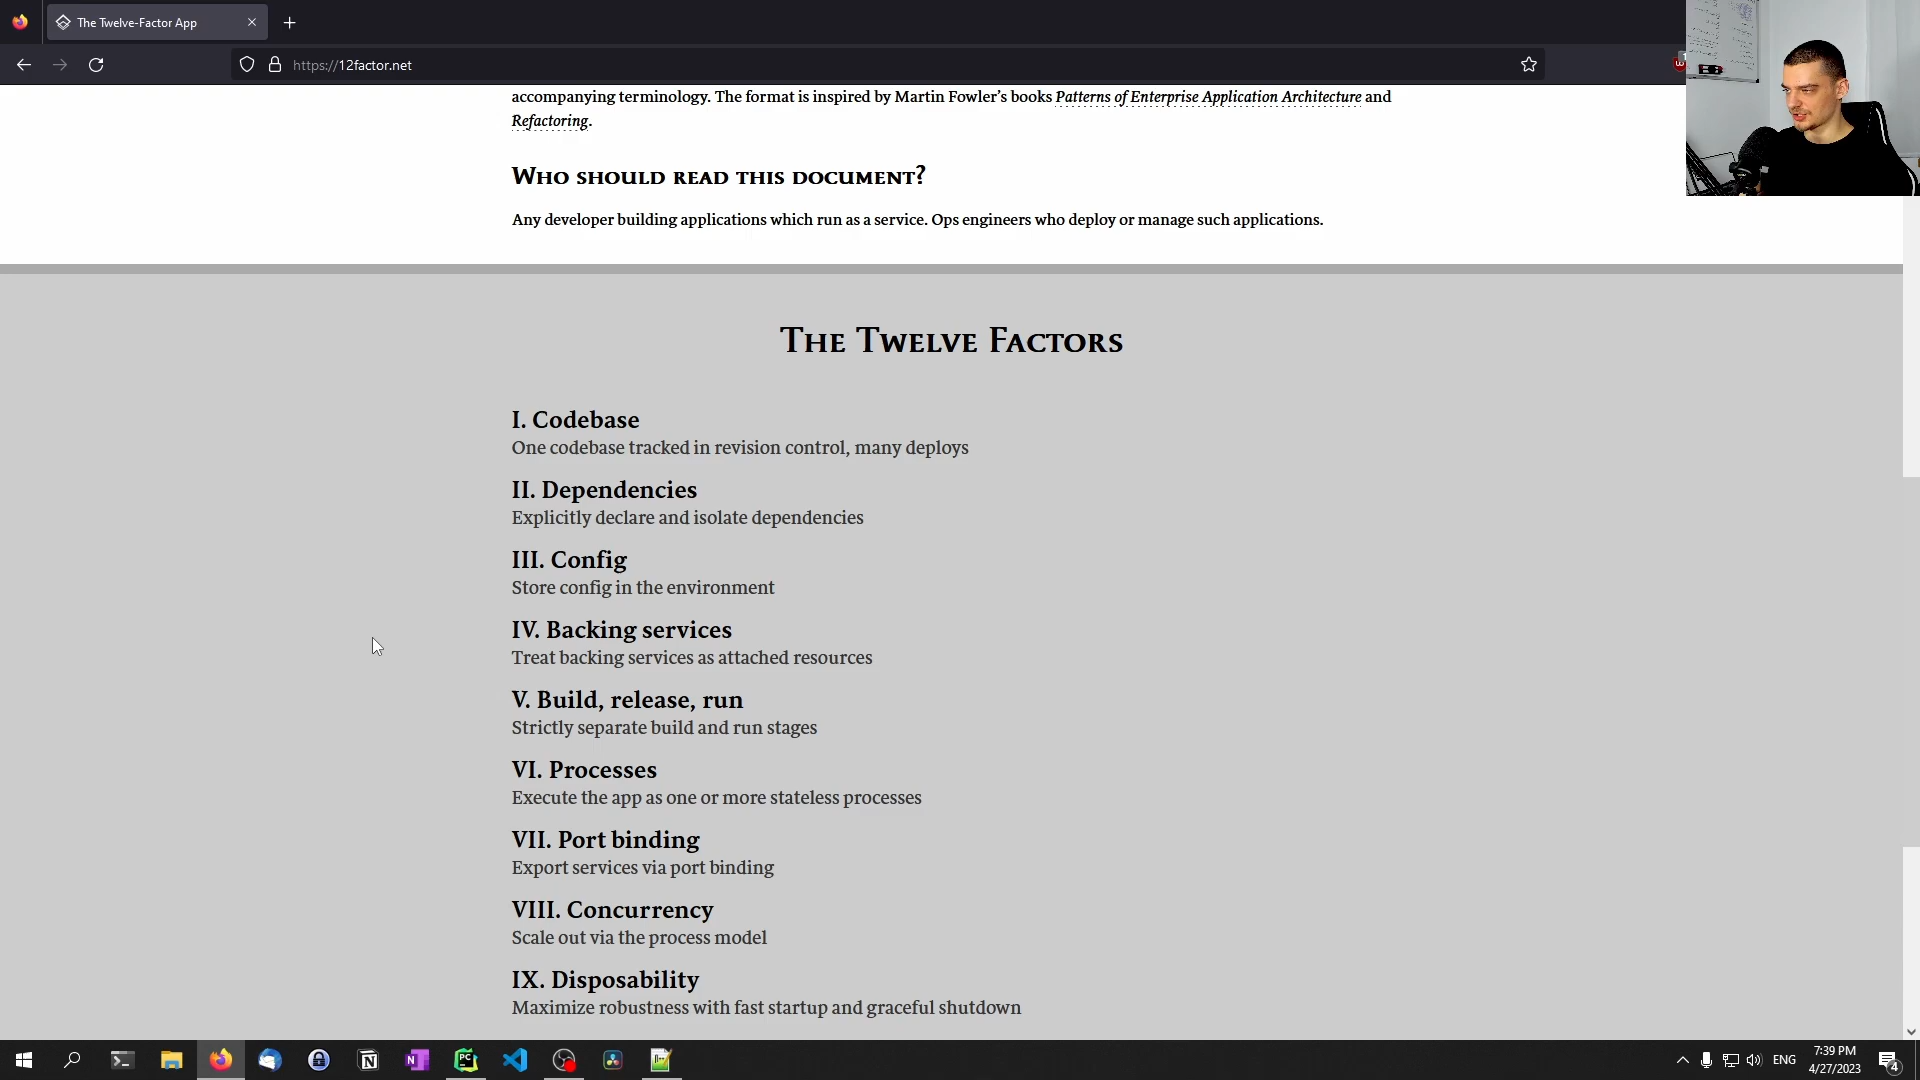 The Twelve-Factor App
https://12factor.net
accompanying terminology. The format is inspired by Martin Fowler's books Patterns of Enterprise Application Architecture and
Refactoring.
Who should read this document?
Any developer building applications which run as a service. Ops engineers who deploy or manage such applications.
The Twelve Factors
I. Codebase
One codebase tracked in revision control, many deploys
II. Dependencies
Explicitly declare and isolate dependencies
III. Config
Store config in the environment
IV. Backing services
Treat backing services as attached resources
V. Build, release, run
Strictly separate build and run stages
VI. Processes
Execute the app as one or more stateless processes
VII. Port binding
Export services via port binding
VIII. Concurrency
Scale out via the process model
IX. Disposability
Maximize robustness with fast startup and graceful shutdown
ENG
7:39 PM
4/27/2023
4